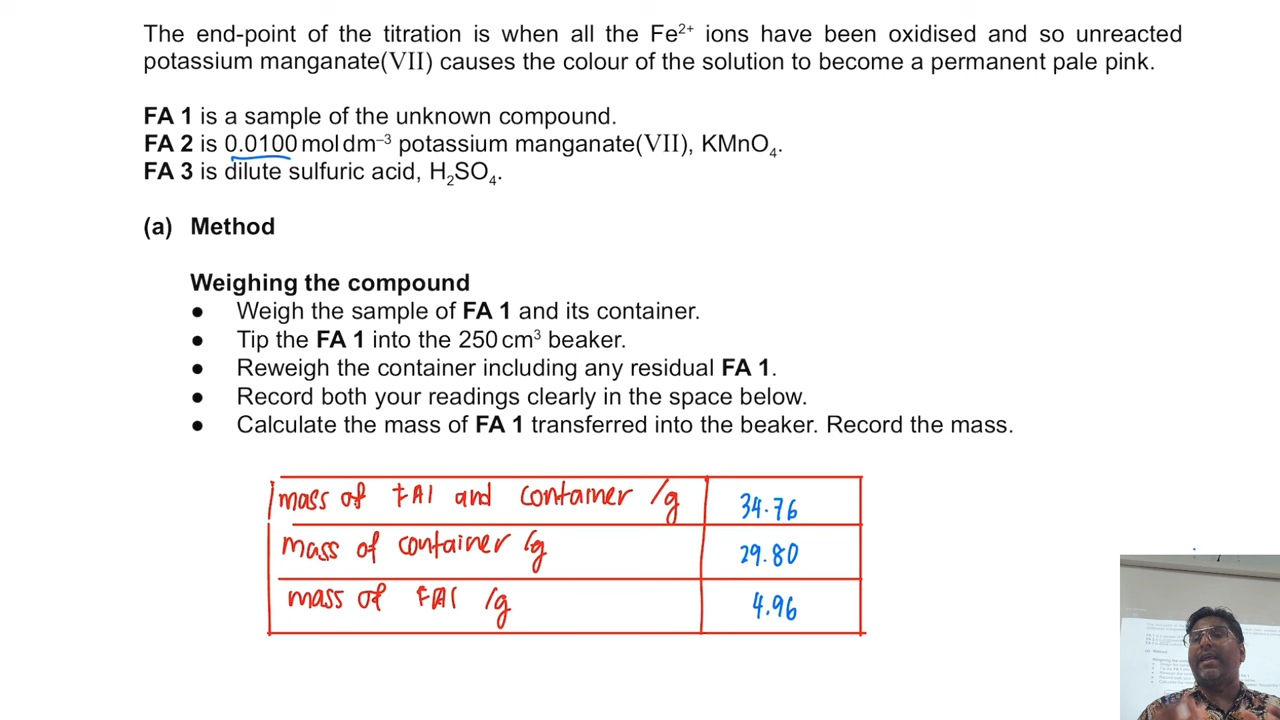 The end-point of the titration is when all the Fe²⁺ ions have been oxidised and so unreacted
potassium manganate(VII) causes the colour of the solution to become a permanent pale pink.
FA 1 is a sample of the unknown compound.
FA 2 is 0.0100 mol dm⁻³ potassium manganate(VII), KMnO₄.
FA 3 is dilute sulfuric acid, H₂SO₄.
(a) Method
Weighing the compound
● Weigh the sample of FA 1 and its container.
● Tip the FA 1 into the 250 cm³ beaker.
● Reweigh the container including any residual FA 1.
● Record both your readings clearly in the space below.
● Calculate the mass of FA 1 transferred into the beaker. Record the mass.
mass of FA1 and container /g 34.76
mass of container /g 29.80
mass of FA1 /g 4.96